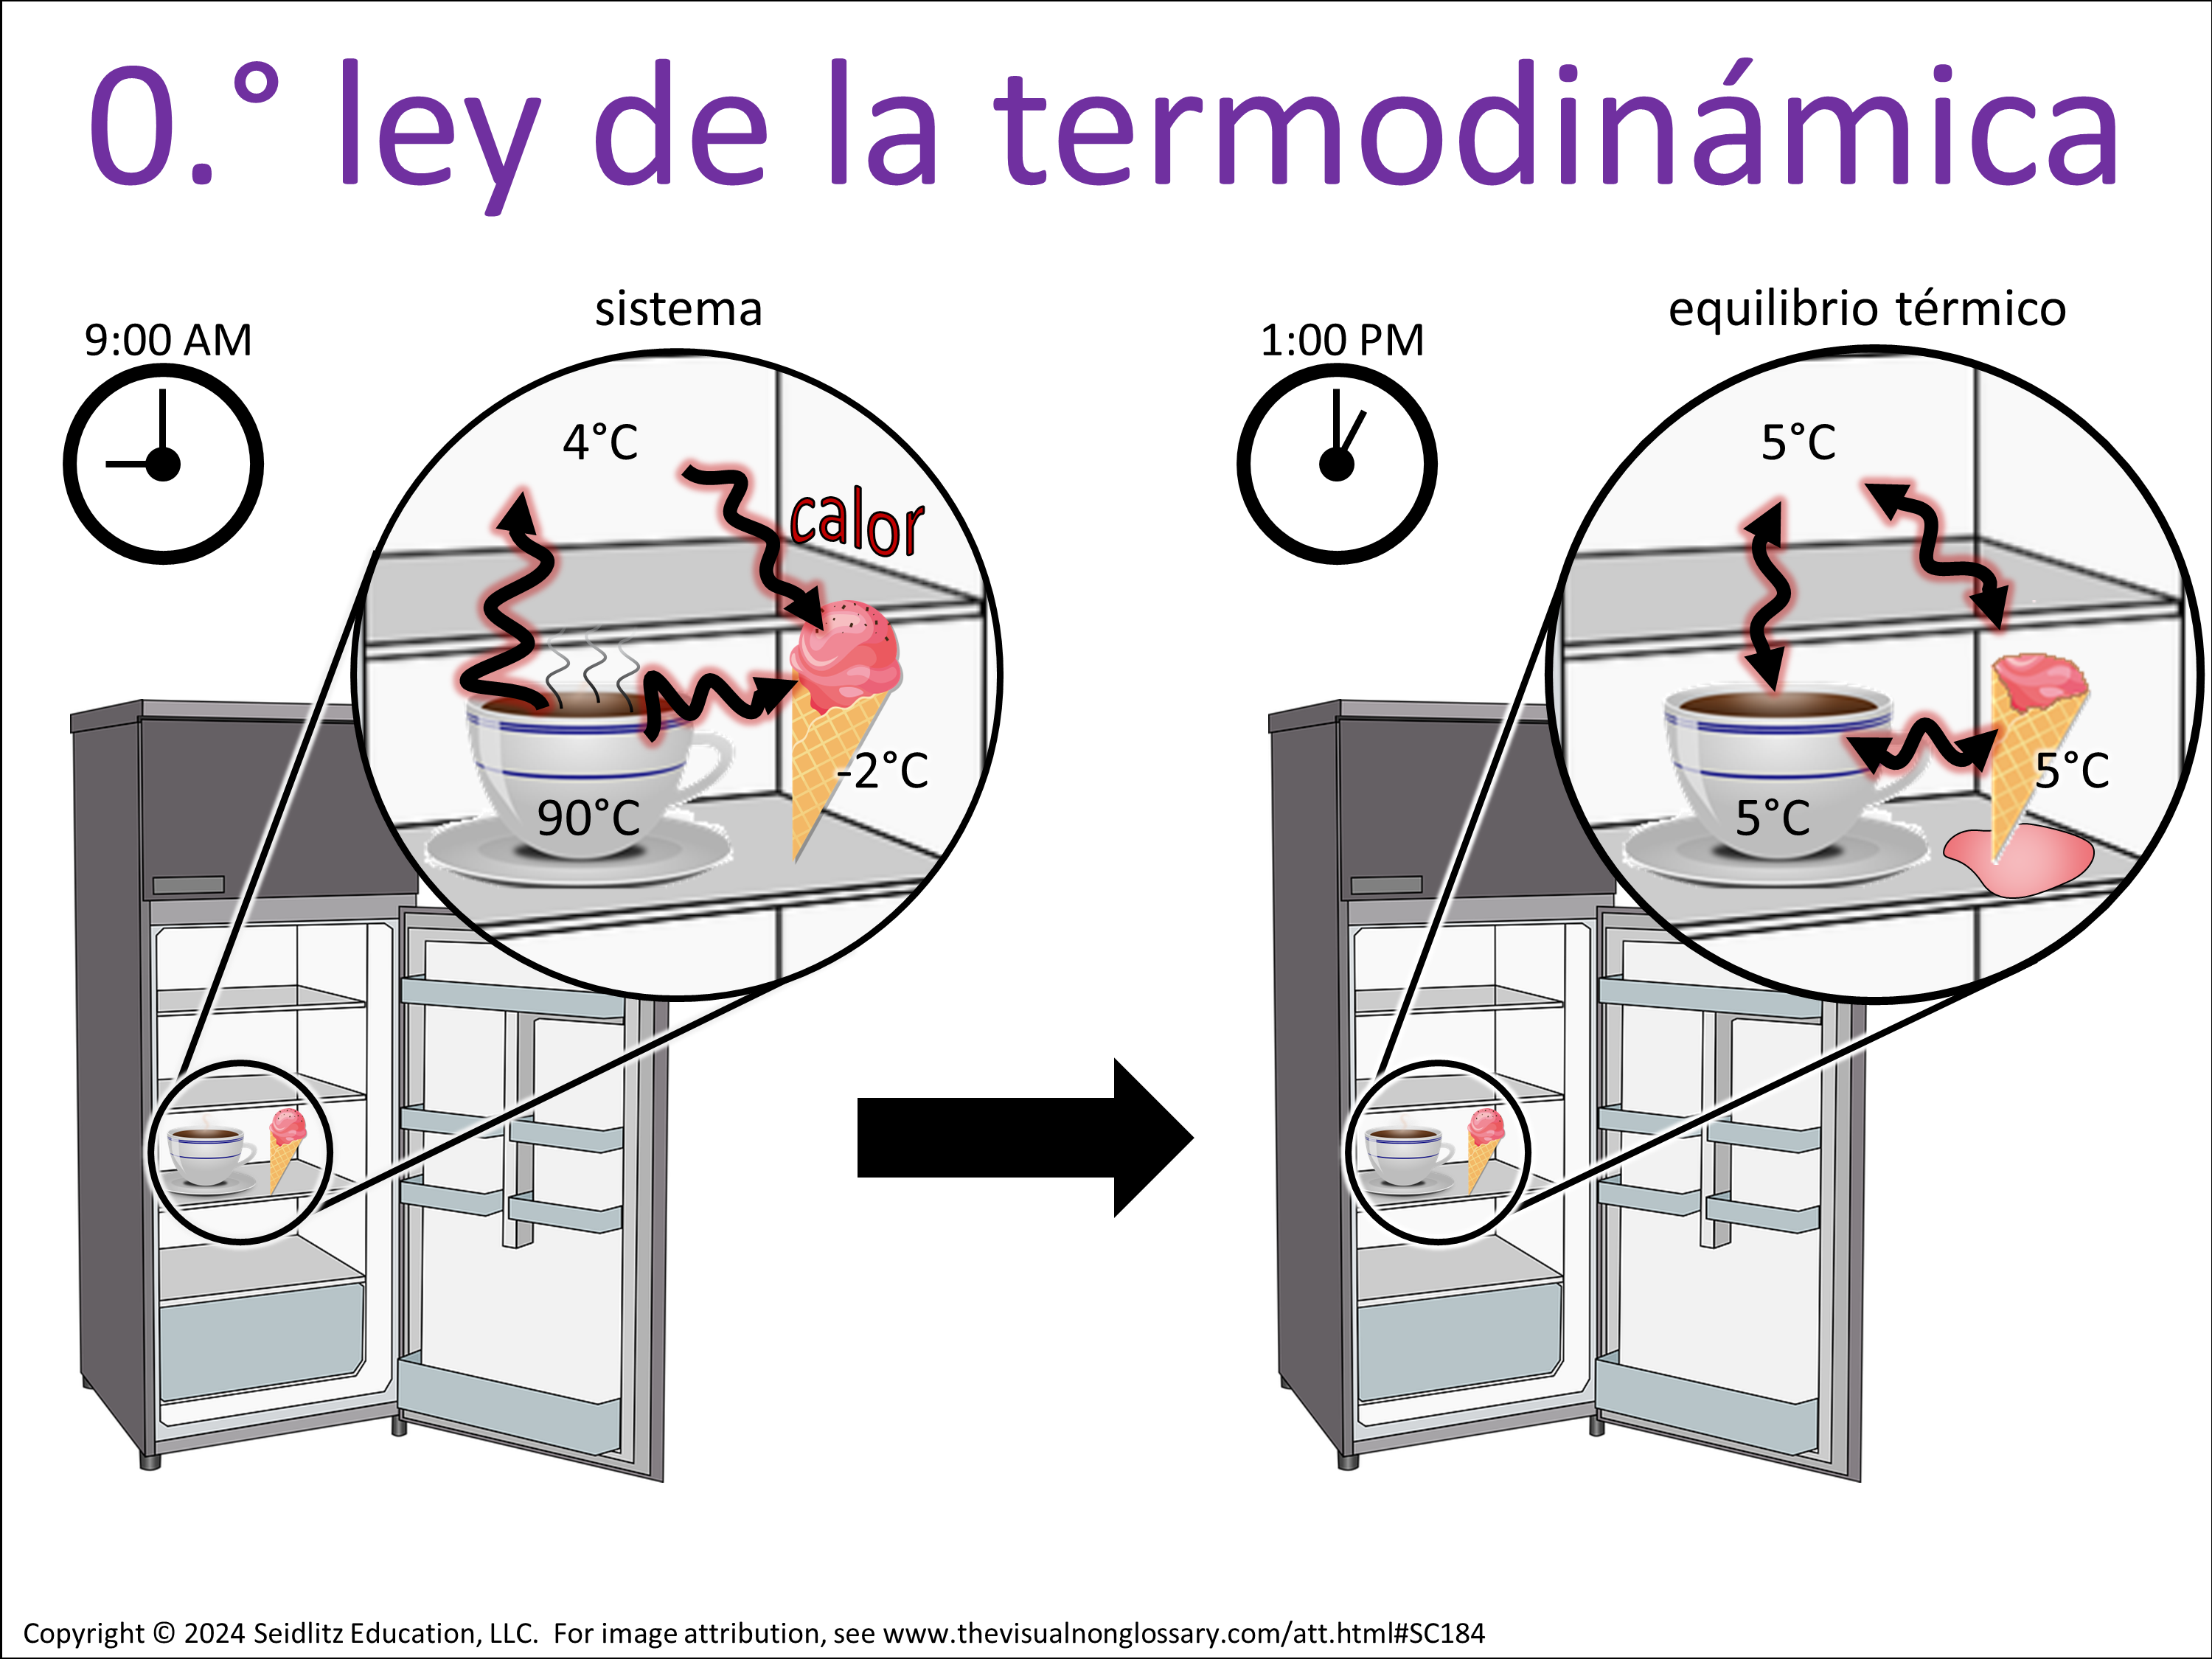 0.° ley de la termodinámica
9:00 AM
sistema
4°C
calor
-2°C
90°C
1:00 PM
equilibrio térmico
5°C
5°C
5°C
Copyright © 2024 Seidlitz Education, LLC.  For image attribution, see www.thevisualnonglossary.com/att.html#SC184